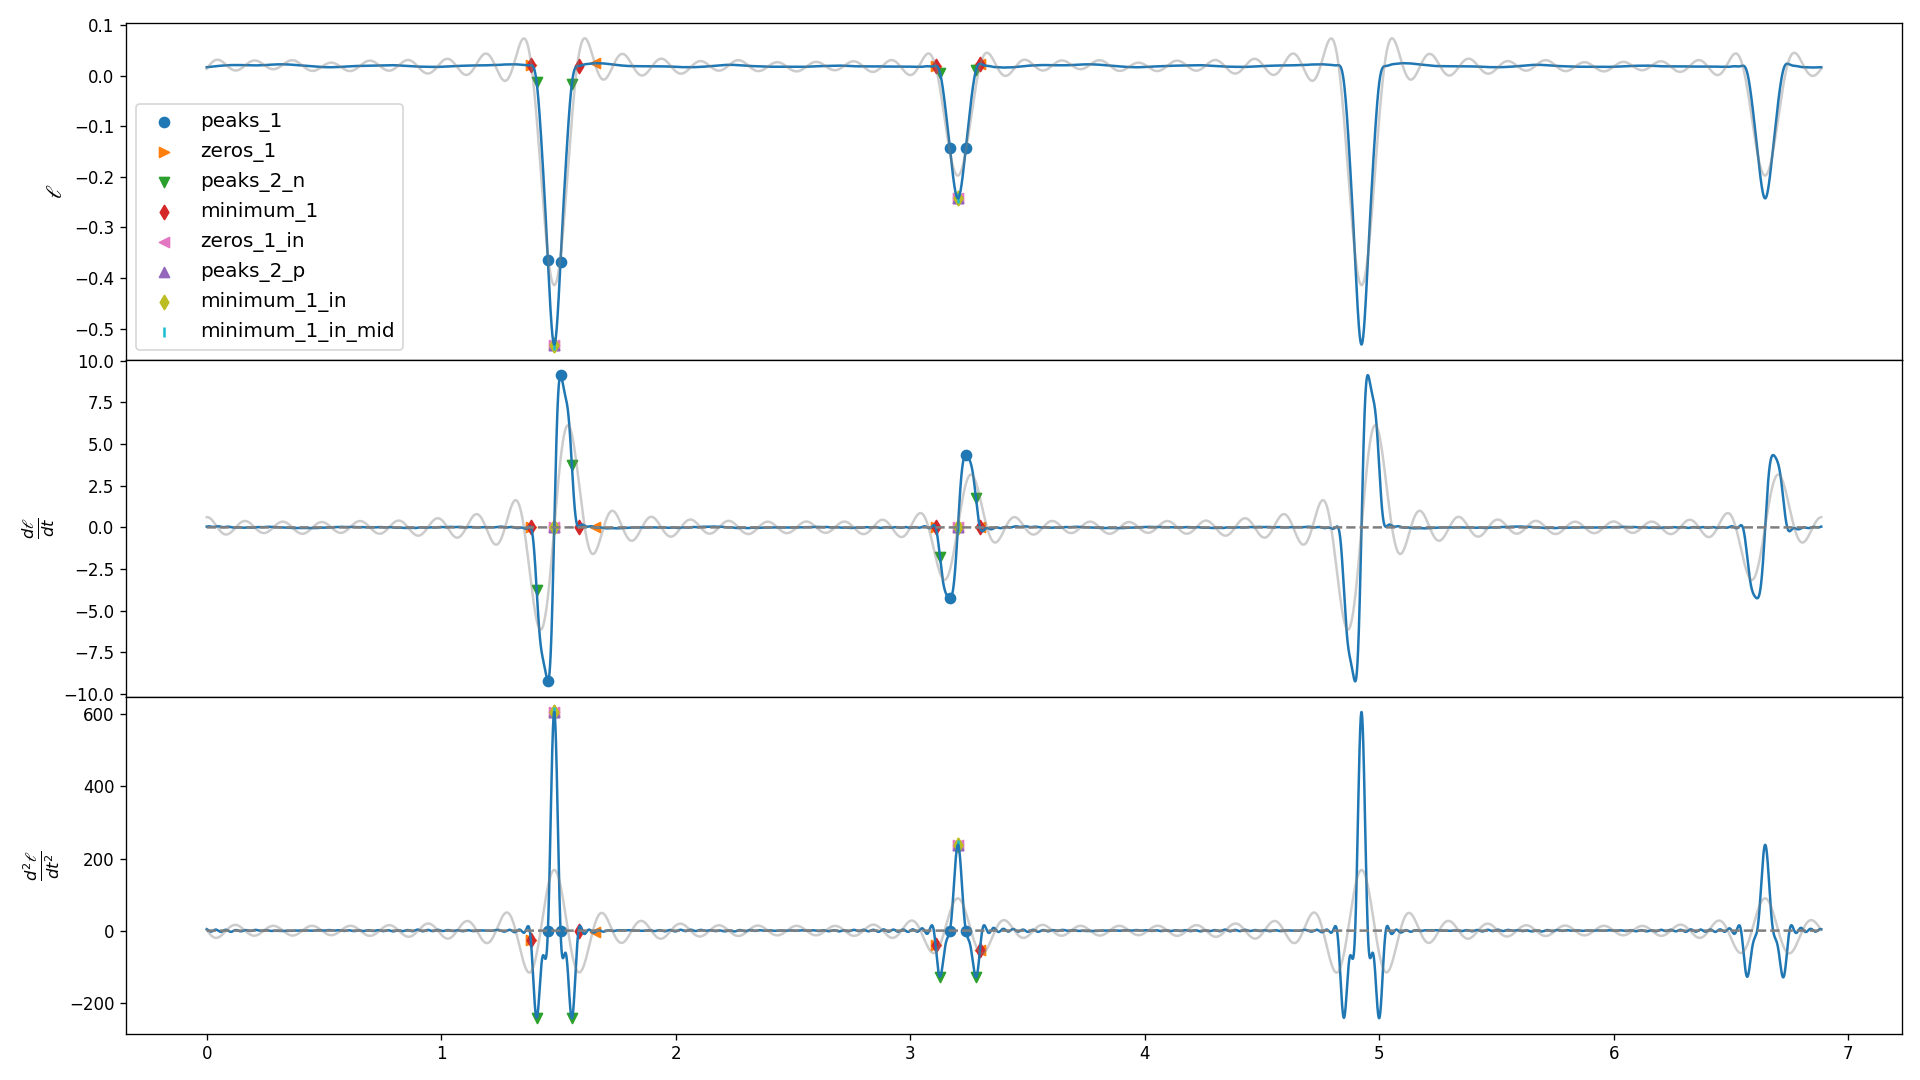 0.1
0.0
−0.1
−0.2
−0.3
−0.4
−0.5
ℓ
peaks_1
zeros_1
peaks_2_n
minimum_1
zeros_1_in
peaks_2_p
minimum_1_in
minimum_1_in_mid
10.0
7.5
5.0
2.5
0.0
−2.5
−5.0
−7.5
−10.0
dℓ/dt
600
400
200
0
−200
d²ℓ/dt²
0 1 2 3 4 5 6 7